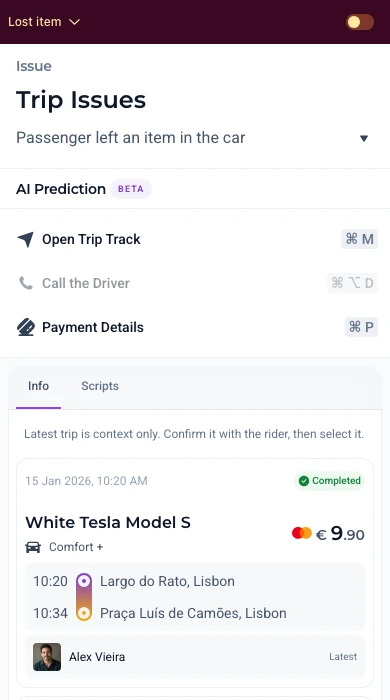 Lost item
Issue
Trip Issues
Passenger left an item in the car
AI Prediction BETA
Open Trip Track ⌘ M
Call the Driver ⌘ ⌥ D
Payment Details ⌘ P
Info Scripts
Latest trip is context only. Confirm it with the rider, then select it.
15 Jan 2026, 10:20 AM Completed
White Tesla Model S
€ 9.90
Comfort +
10:20 Largo do Rato, Lisbon
10:34 Praça Luís de Camões, Lisbon
Alex Vieira Latest